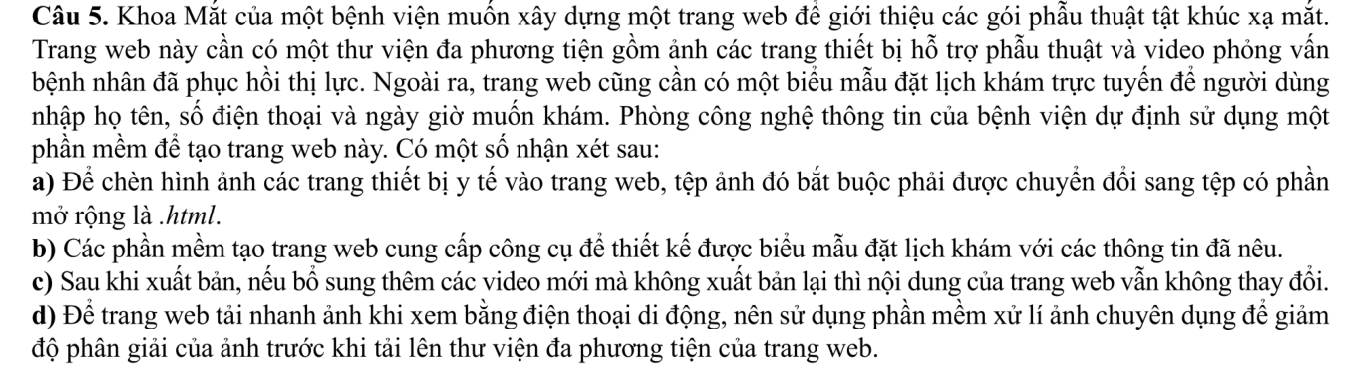 Câu 5. Khoa Mắt của một bệnh viện muốn xây dựng một trang web để giới thiệu các gói phẫu thuật tật khúc xạ mắt.
Trang web này cần có một thư viện đa phương tiện gồm ảnh các trang thiết bị hỗ trợ phẫu thuật và video phỏng vấn
bệnh nhân đã phục hồi thị lực. Ngoài ra, trang web cũng cần có một biểu mẫu đặt lịch khám trực tuyến để người dùng
nhập họ tên, số điện thoại và ngày giờ muốn khám. Phòng công nghệ thông tin của bệnh viện dự định sử dụng một
phần mềm để tạo trang web này. Có một số nhận xét sau:
a) Để chèn hình ảnh các trang thiết bị y tế vào trang web, tệp ảnh đó bắt buộc phải được chuyển đổi sang tệp có phần
mở rộng là .html.
b) Các phần mềm tạo trang web cung cấp công cụ để thiết kế được biểu mẫu đặt lịch khám với các thông tin đã nêu.
c) Sau khi xuất bản, nếu bổ sung thêm các video mới mà không xuất bản lại thì nội dung của trang web vẫn không thay đổi.
d) Để trang web tải nhanh ảnh khi xem bằng điện thoại di động, nên sử dụng phần mềm xử lí ảnh chuyên dụng để giảm
độ phân giải của ảnh trước khi tải lên thư viện đa phương tiện của trang web.